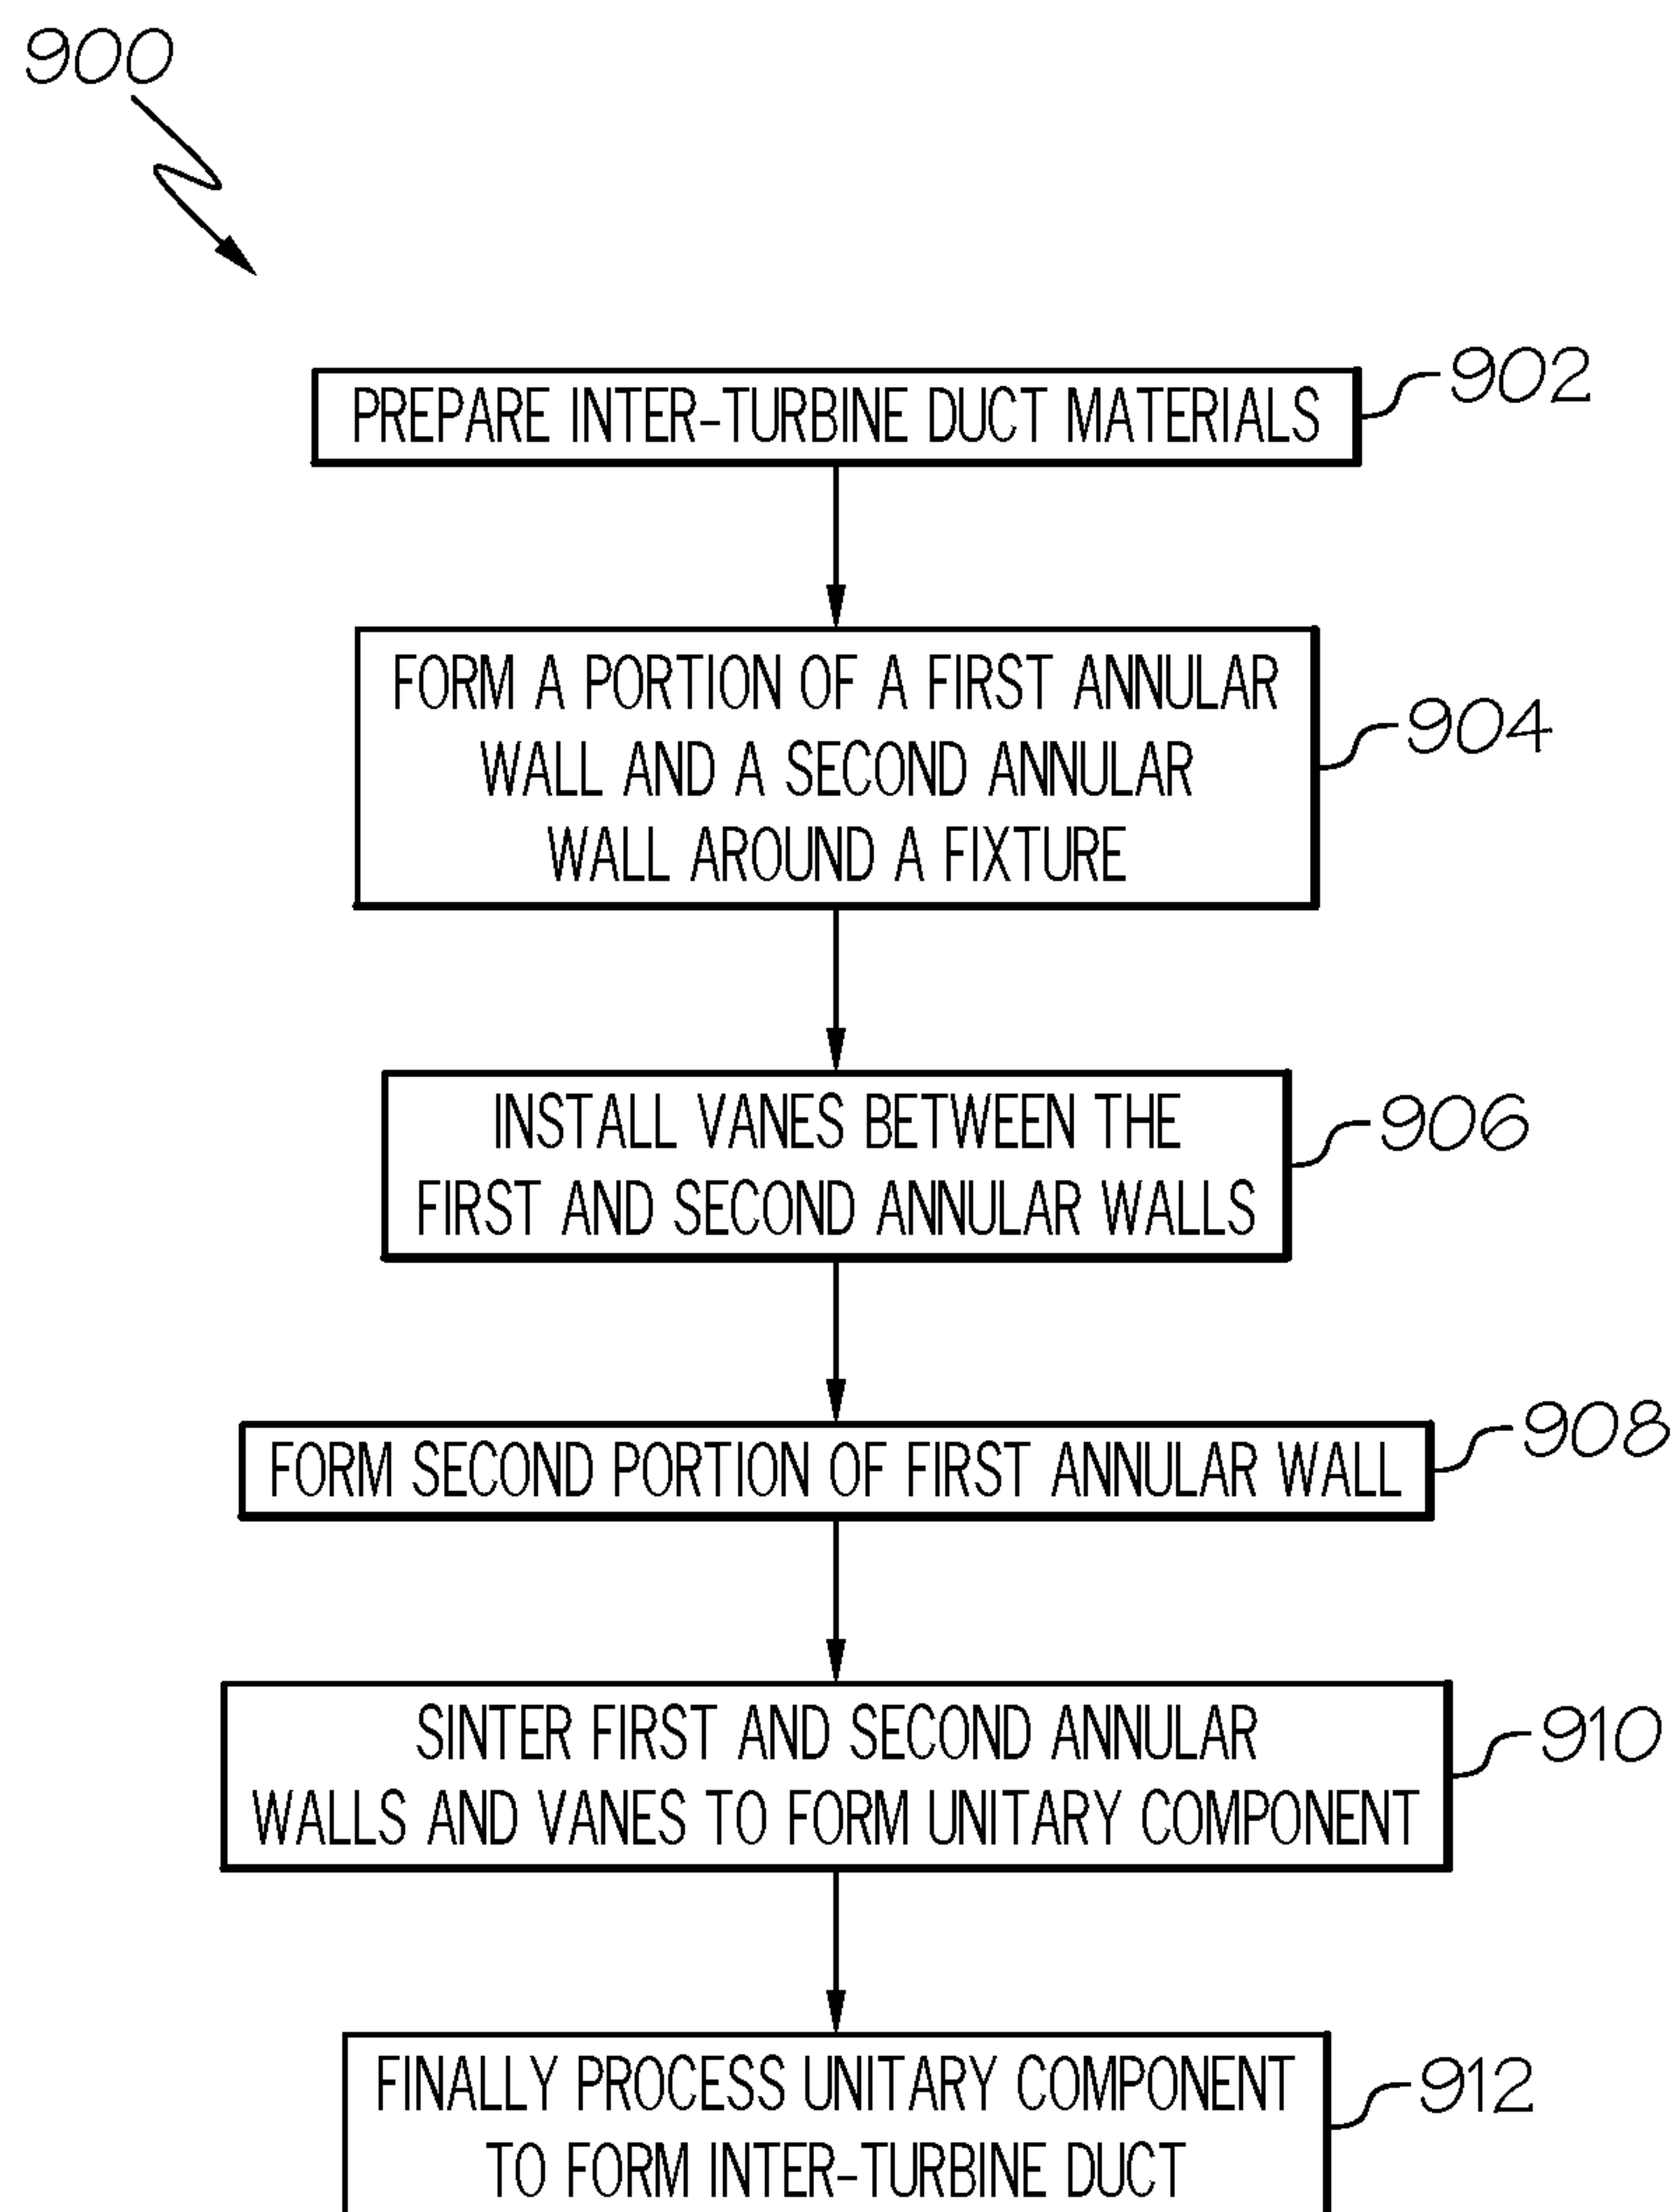 900
PREPARE INTER-TURBINE DUCT MATERIALS
902
FORM A PORTION OF A FIRST ANNULAR
WALL AND A SECOND ANNULAR
WALL AROUND A FIXTURE
904
INSTALL VANES BETWEEN THE
FIRST AND SECOND ANNULAR WALLS
906
FORM SECOND PORTION OF FIRST ANNULAR WALL
908
SINTER FIRST AND SECOND ANNULAR
WALLS AND VANES TO FORM UNITARY COMPONENT
910
FINALLY PROCESS UNITARY COMPONENT
TO FORM INTER-TURBINE DUCT
912